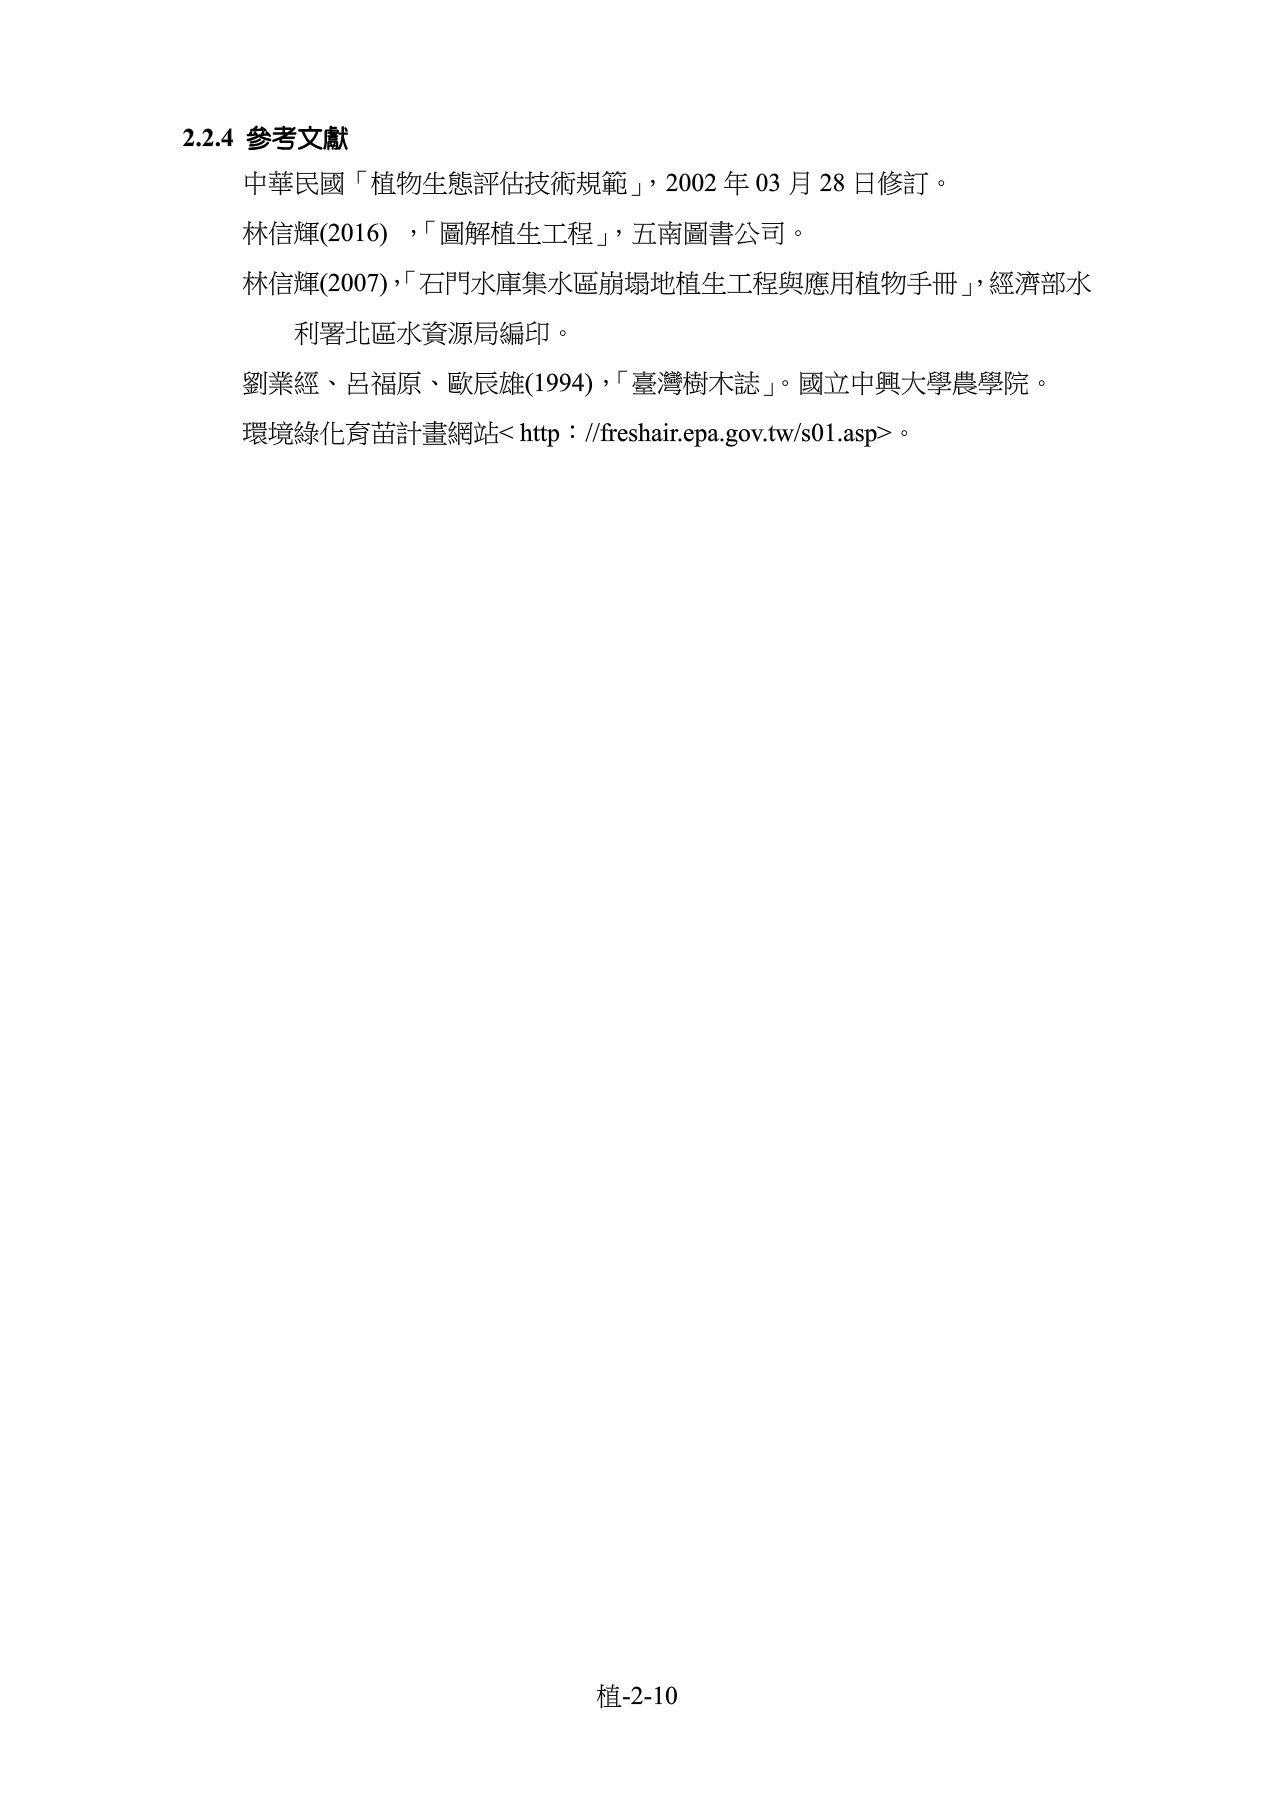 2.2.4 參考文獻
中華民國「植物生態評估技術規範」，2002 年 03 月 28 日修訂。
林信輝(2016) ，「圖解植生工程」，五南圖書公司。
林信輝(2007)，「石門水庫集水區崩塌地植生工程與應用植物手冊」，經濟部水
利署北區水資源局編印。
劉業經、呂福原、歐辰雄(1994)，「臺灣樹木誌」。國立中興大學農學院。
環境綠化育苗計畫網站< http：//freshair.epa.gov.tw/s01.asp>。
植-2-10